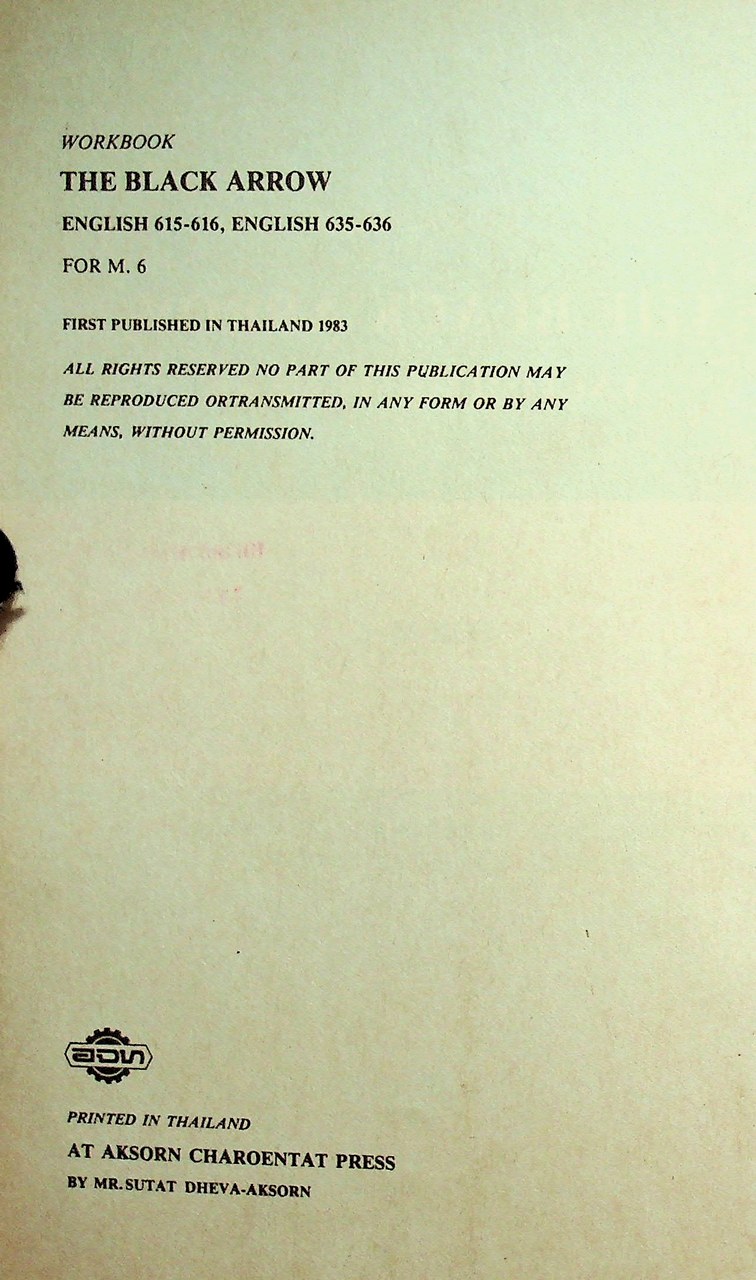 WORKBOOK
THE BLACK ARROW
ENGLISH 615-616, ENGLISH 635-636
FOR M. 6
FIRST PUBLISHED IN THAILAND 1983
ALL RIGHTS RESERVED NO PART OF THIS PUBLICATION MAY
BE REPRODUCED ORTRANSMITTED, IN ANY FORM OR BY ANY
MEANS, WITHOUT PERMISSION.
อจท
PRINTED IN THAILAND
AT AKSORN CHAROENTAT PRESS
BY MR.SUTAT DHEVA-AKSORN